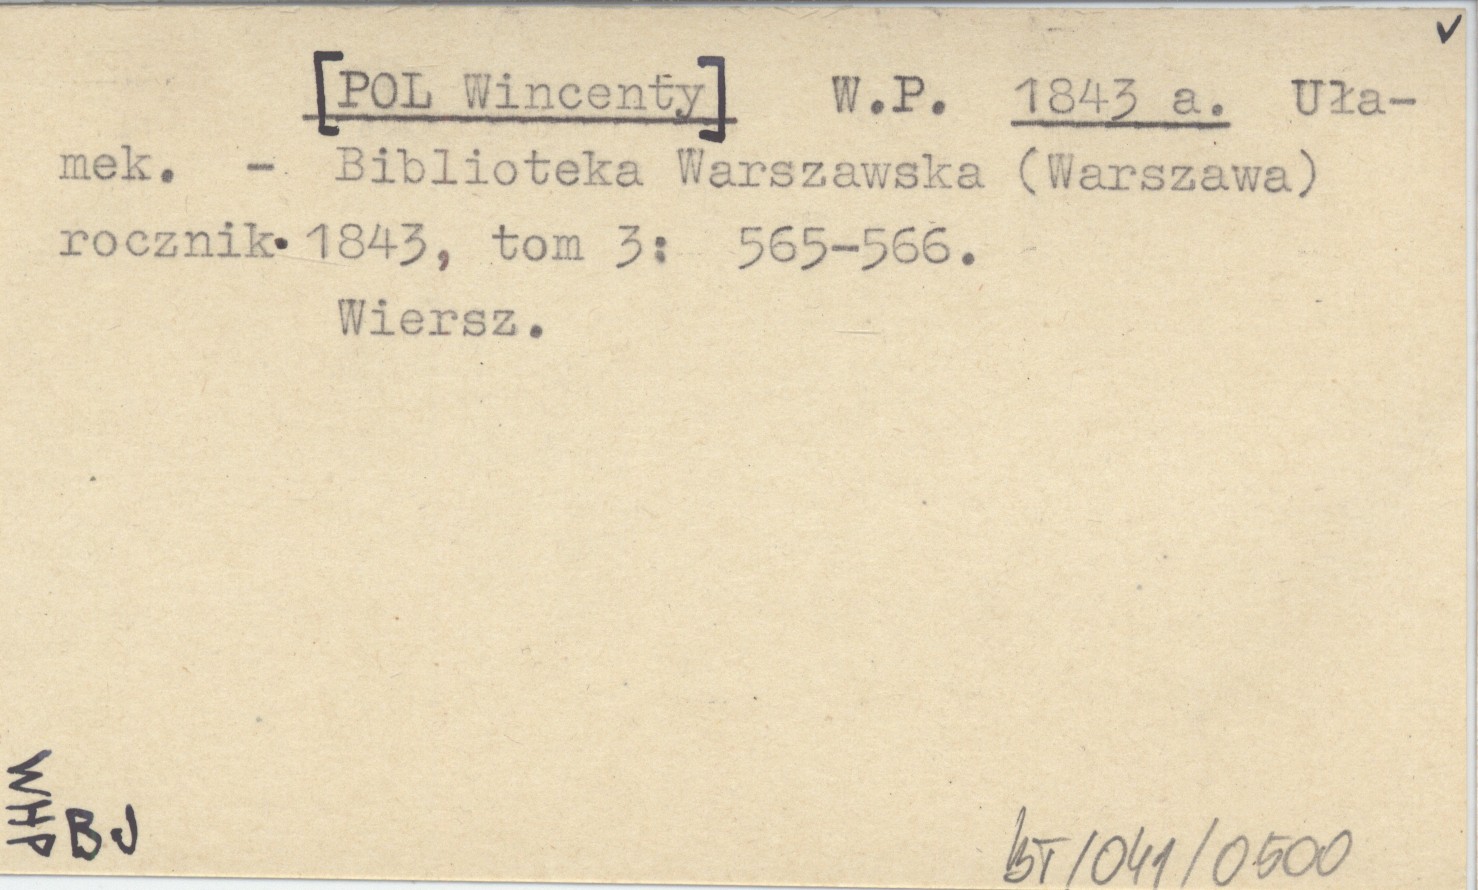 [POL Wincenty] W.P. 1843 a. Uła-
mek. - Biblioteka Warszawska (Warszawa)
rocznik. 1843, tom 3: 565-566.
Wiersz.
WHP
BJ
BT/041/0500